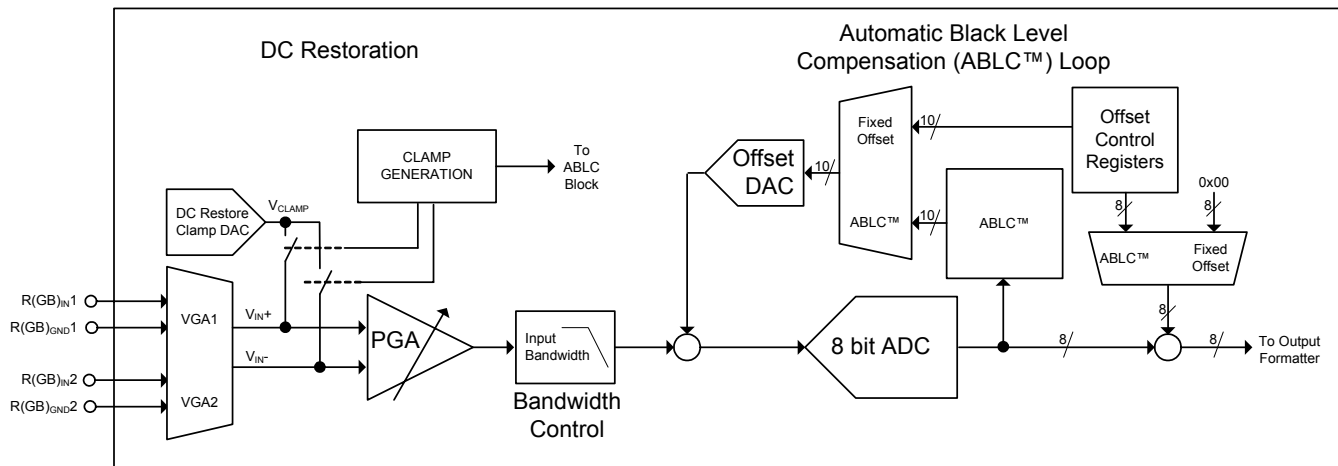 DC Restoration
Automatic Black Level
Compensation (ABLC™) Loop
CLAMP
GENERATION
To
ABLC
Block
DC Restore
Clamp DAC
VCLAMP
Offset
DAC
10
Fixed
Offset
ABLC™
10
10
ABLC™
Offset
Control
Registers
8
0x00
8
ABLC™
Fixed
Offset
8
R(GB)IN1
R(GB)GND1
R(GB)IN2
R(GB)GND2
VGA1
VGA2
VIN+
VIN-
PGA
Input
Bandwidth
Bandwidth
Control
8 bit ADC
8
8
To Output
Formatter